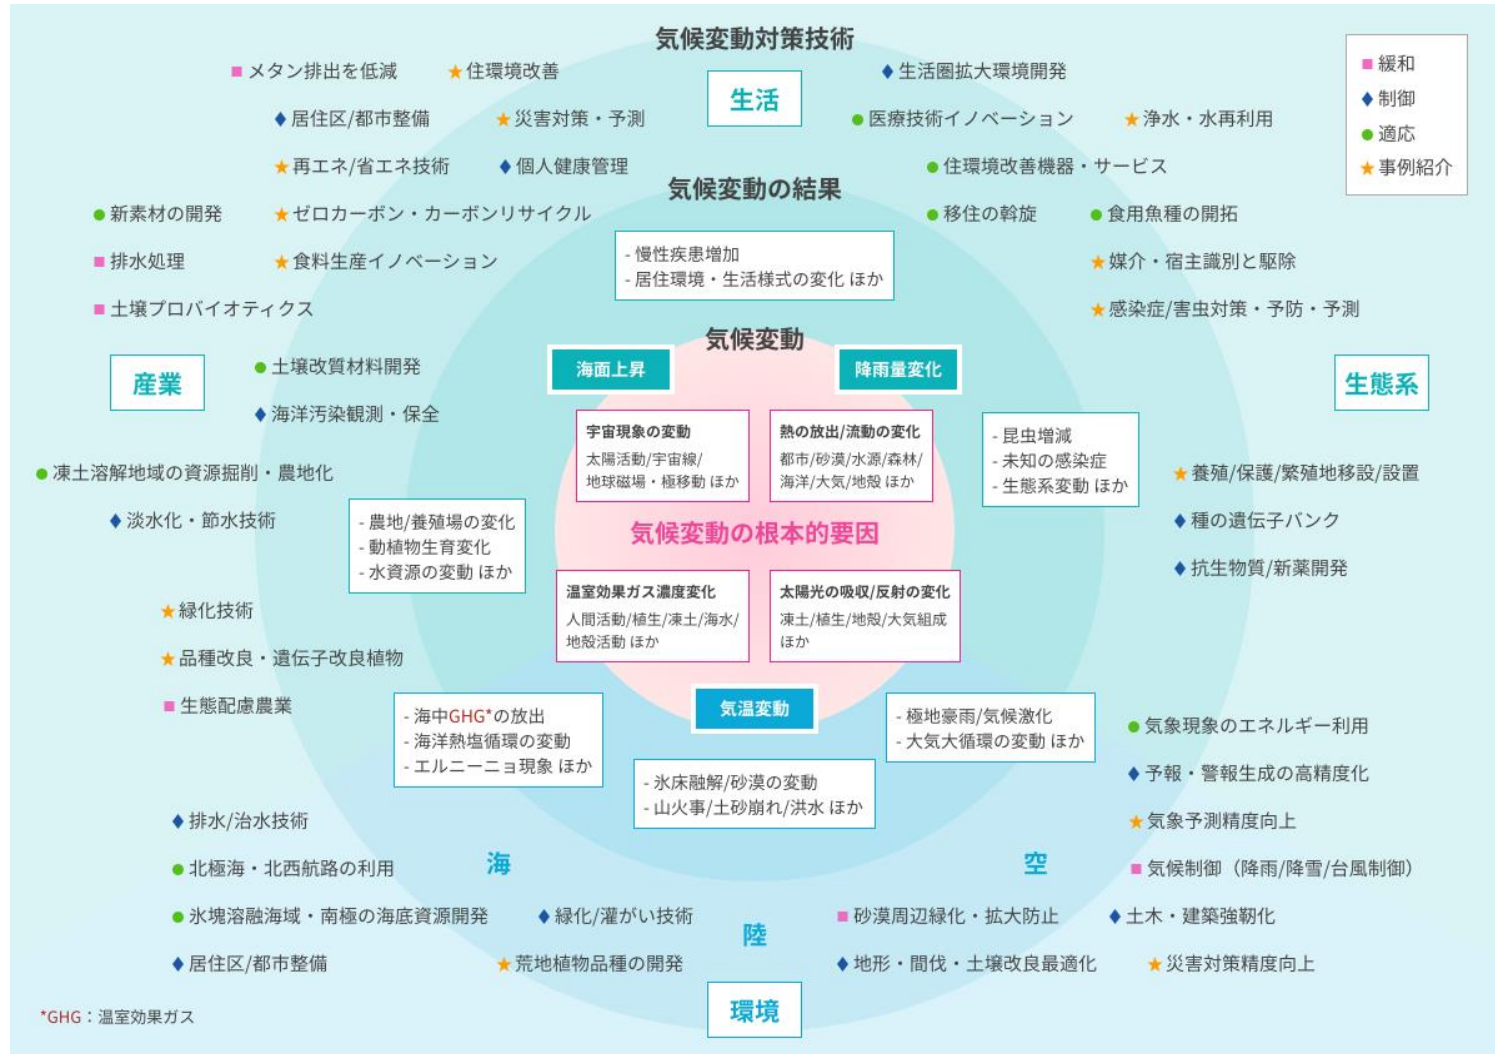 気候変動対策技術
■ 緩和
◆ 制御
● 適応
★ 事例紹介
生活
■ メタン排出を低減
★ 住環境改善
◆ 生活圏拡大環境開発
◆ 居住区/都市整備
★ 災害対策・予測
● 医療技術イノベーション
★ 浄水・水再利用
★ 再エネ/省エネ技術
◆ 個人健康管理
● 住環境改善機器・サービス
気候変動の結果
● 新素材の開発
★ ゼロカーボン・カーボンリサイクル
● 移住の斡旋
● 食用魚種の開拓
■ 排水処理
★ 食料生産イノベーション
- 慢性疾患増加
- 居住環境・生活様式の変化 ほか
★ 媒介・宿主識別と駆除
■ 土壌プロバイオティクス
★ 感染症/害虫対策・予防・予測
気候変動
産業
● 土壌改質材料開発
海面上昇
降雨量変化
生態系
◆ 海洋汚染観測・保全
宇宙現象の変動
太陽活動/宇宙線/
地球磁場・極移動 ほか
熱の放出/流動の変化
都市/砂漠/水源/森林/
海洋/大気/地殻 ほか
- 昆虫増減
- 未知の感染症
- 生態系変動 ほか
● 凍土溶解地域の資源掘削・農地化
★ 養殖/保護/繁殖地移設/設置
◆ 淡水化・節水技術
- 農地/養殖場の変化
- 動植物生育変化
- 水資源の変動 ほか
気候変動の根本的要因
◆ 種の遺伝子バンク
◆ 抗生物質/新薬開発
温室効果ガス濃度変化
人間活動/植生/凍土/海水/
地殻活動 ほか
太陽光の吸収/反射の変化
凍土/植生/地殻/大気組成
ほか
★ 緑化技術
★ 品種改良・遺伝子改良植物
■ 生態配慮農業
- 海中GHG*の放出
- 海洋熱塩循環の変動
- エルニーニョ現象 ほか
気温変動
- 極地豪雨/気候激化
- 大気大循環の変動 ほか
● 気象現象のエネルギー利用
◆ 予報・警報生成の高精度化
- 氷床融解/砂漠の変動
- 山火事/土砂崩れ/洪水 ほか
◆ 排水/治水技術
★ 気象予測精度向上
● 北極海・北西航路の利用
海
空
■ 気候制御（降雨/降雪/台風制御）
● 氷塊溶融海域・南極の海底資源開発
◆ 緑化/灌がい技術
陸
■ 砂漠周辺緑化・拡大防止
◆ 土木・建築強靭化
◆ 居住区/都市整備
★ 荒地植物品種の開発
◆ 地形・間伐・土壌改良最適化
★ 災害対策精度向上
環境
*GHG：温室効果ガス